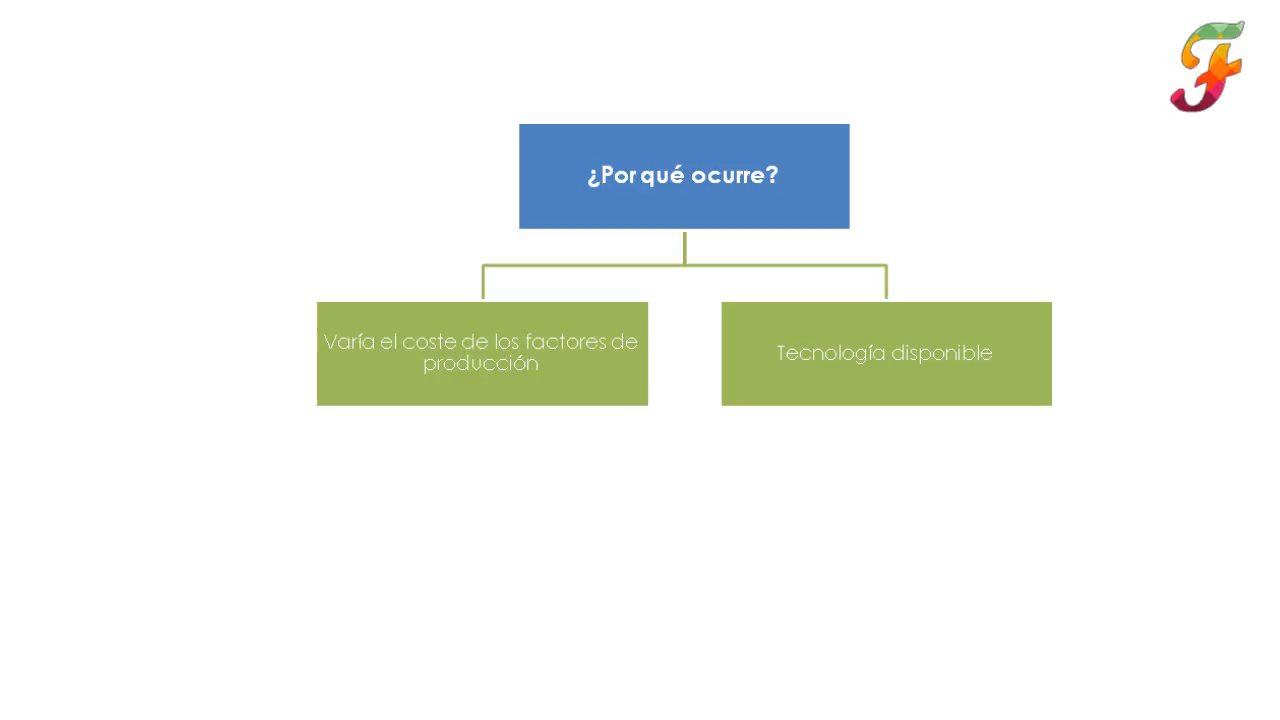 ¿Por qué ocurre?
Varía el coste de los factores de
producción
Tecnología disponible